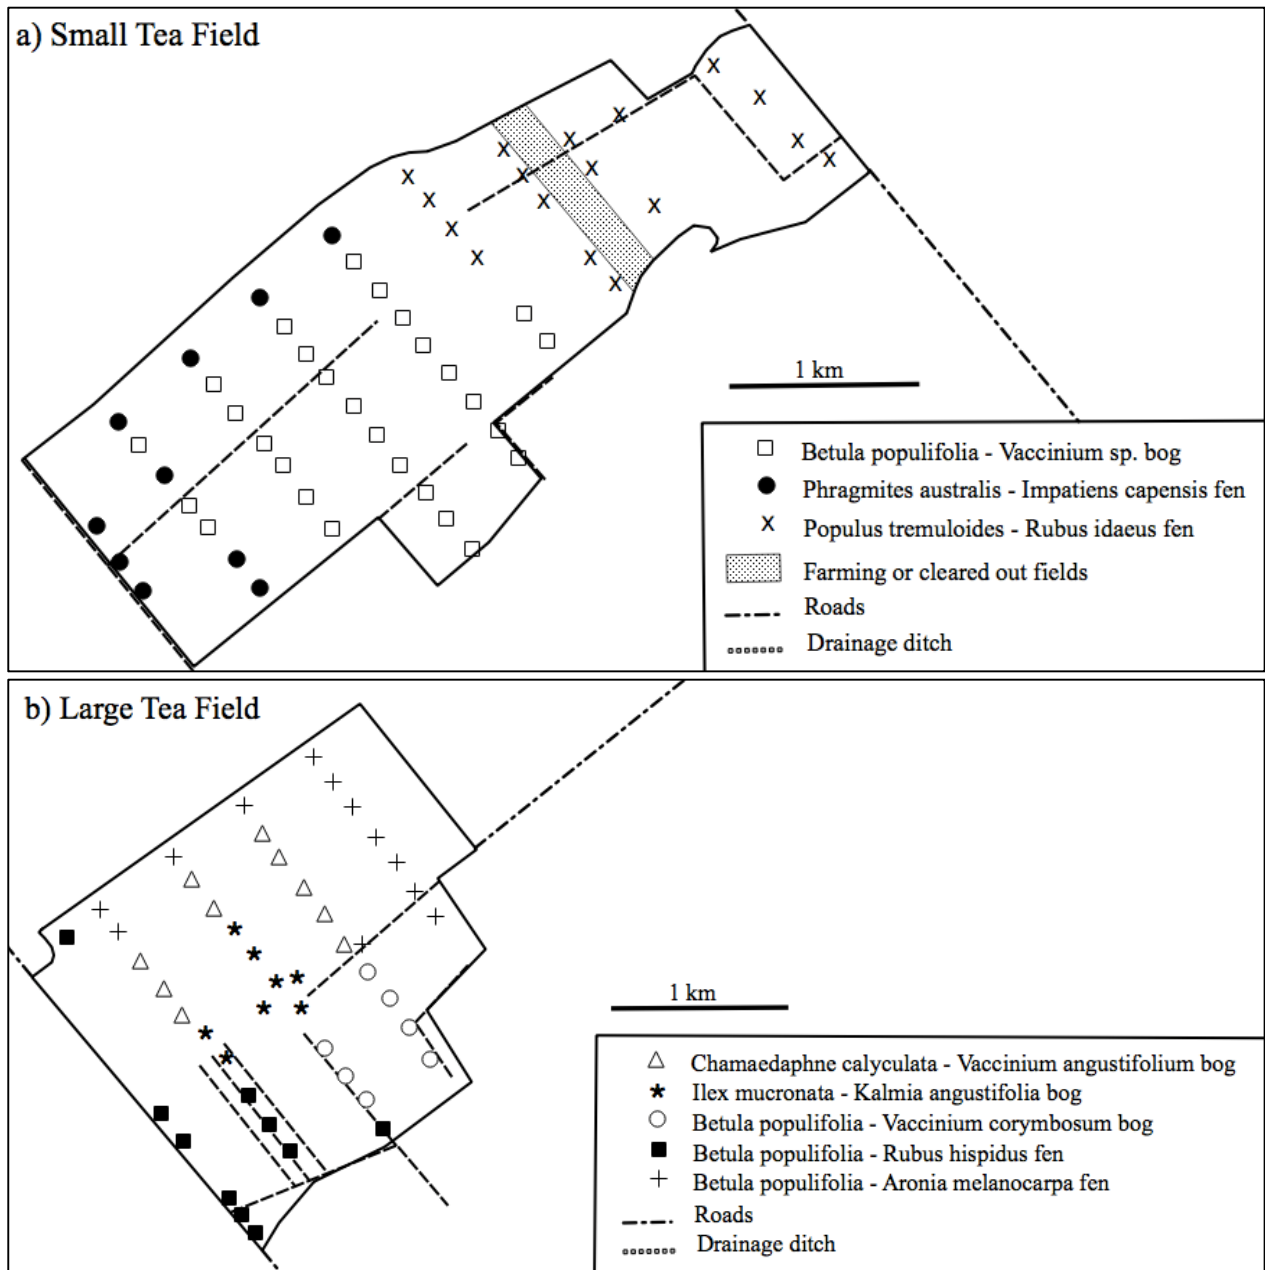 a) Small Tea Field
1 km
Betula populifolia - Vaccinium sp. bog
Phragmites australis - Impatiens capensis fen
Populus tremuloides - Rubus idaeus fen
Farming or cleared out fields
Roads
Drainage ditch
b) Large Tea Field
1 km
Chamaedaphne calyculata - Vaccinium angustifolium bog
Ilex mucronata - Kalmia angustifolia bog
Betula populifolia - Vaccinium corymbosum bog
Betula populifolia - Rubus hispidus fen
Betula populifolia - Aronia melanocarpa fen
Roads
Drainage ditch